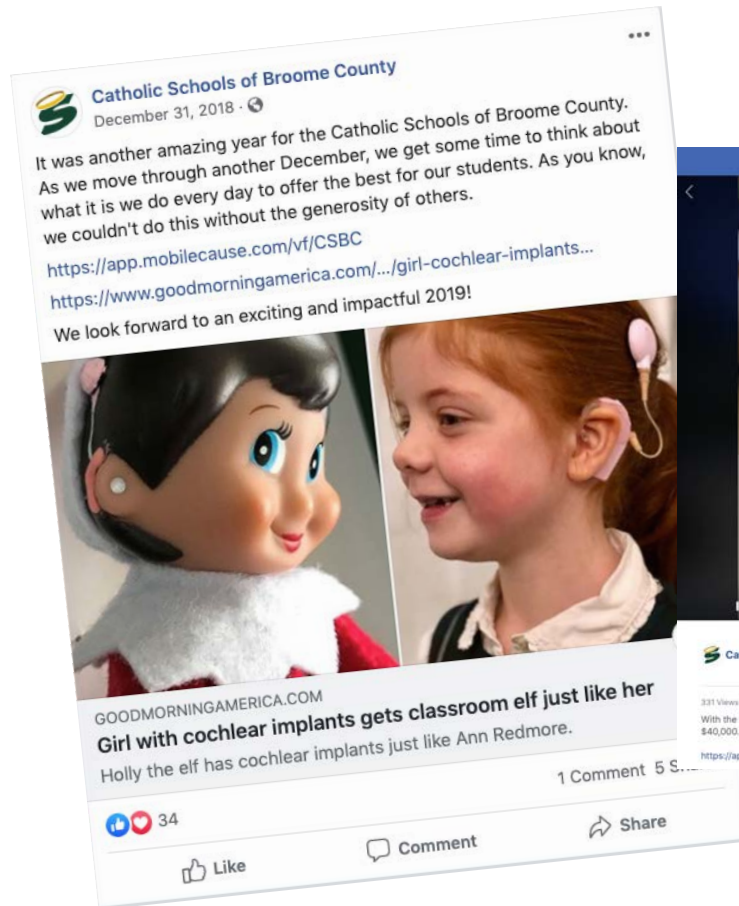 Catholic Schools of Broome County
December 31, 2018 ·
It was another amazing year for the Catholic Schools of Broome County.
As we move through another December, we get some time to think about
what it is we do every day to offer the best for our students. As you know,
we couldn't do this without the generosity of others.
https://app.mobilecause.com/vf/CSBC
https://www.goodmorningamerica.com/.../girl-cochlear-implants...
We look forward to an exciting and impactful 2019!
GOODMORNINGAMERICA.COM
Girl with cochlear implants gets classroom elf just like her
Holly the elf has cochlear implants just like Ann Redmore.
1 Comment 5
34
Like
Comment
Share
331 Views
With the
$40,000.